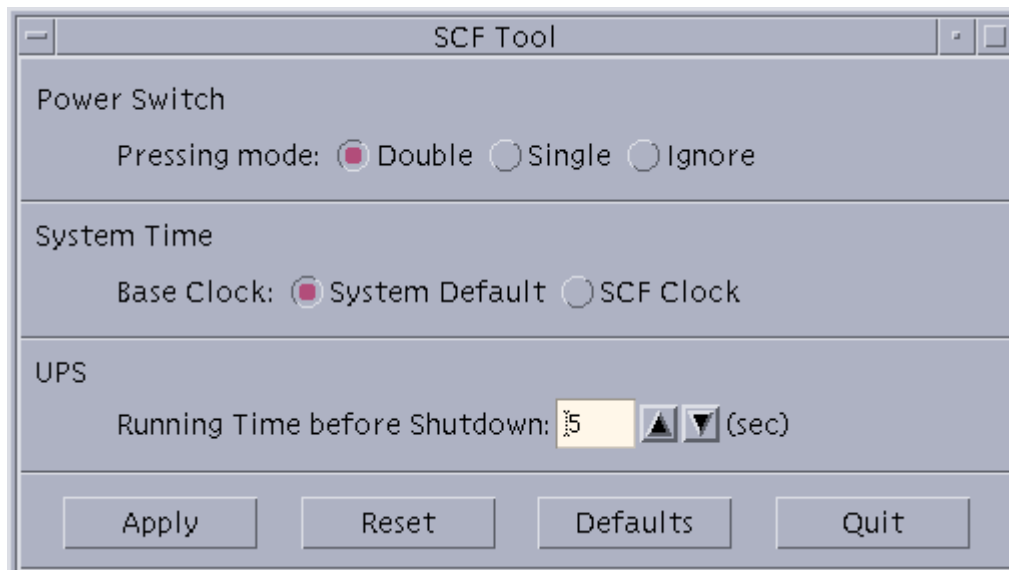 SCF Tool
Power Switch
Pressing mode: Double Single Ignore
System Time
Base Clock: System Default SCF Clock
UPS
Running Time before Shutdown: 5 (sec)
Apply Reset Defaults Quit